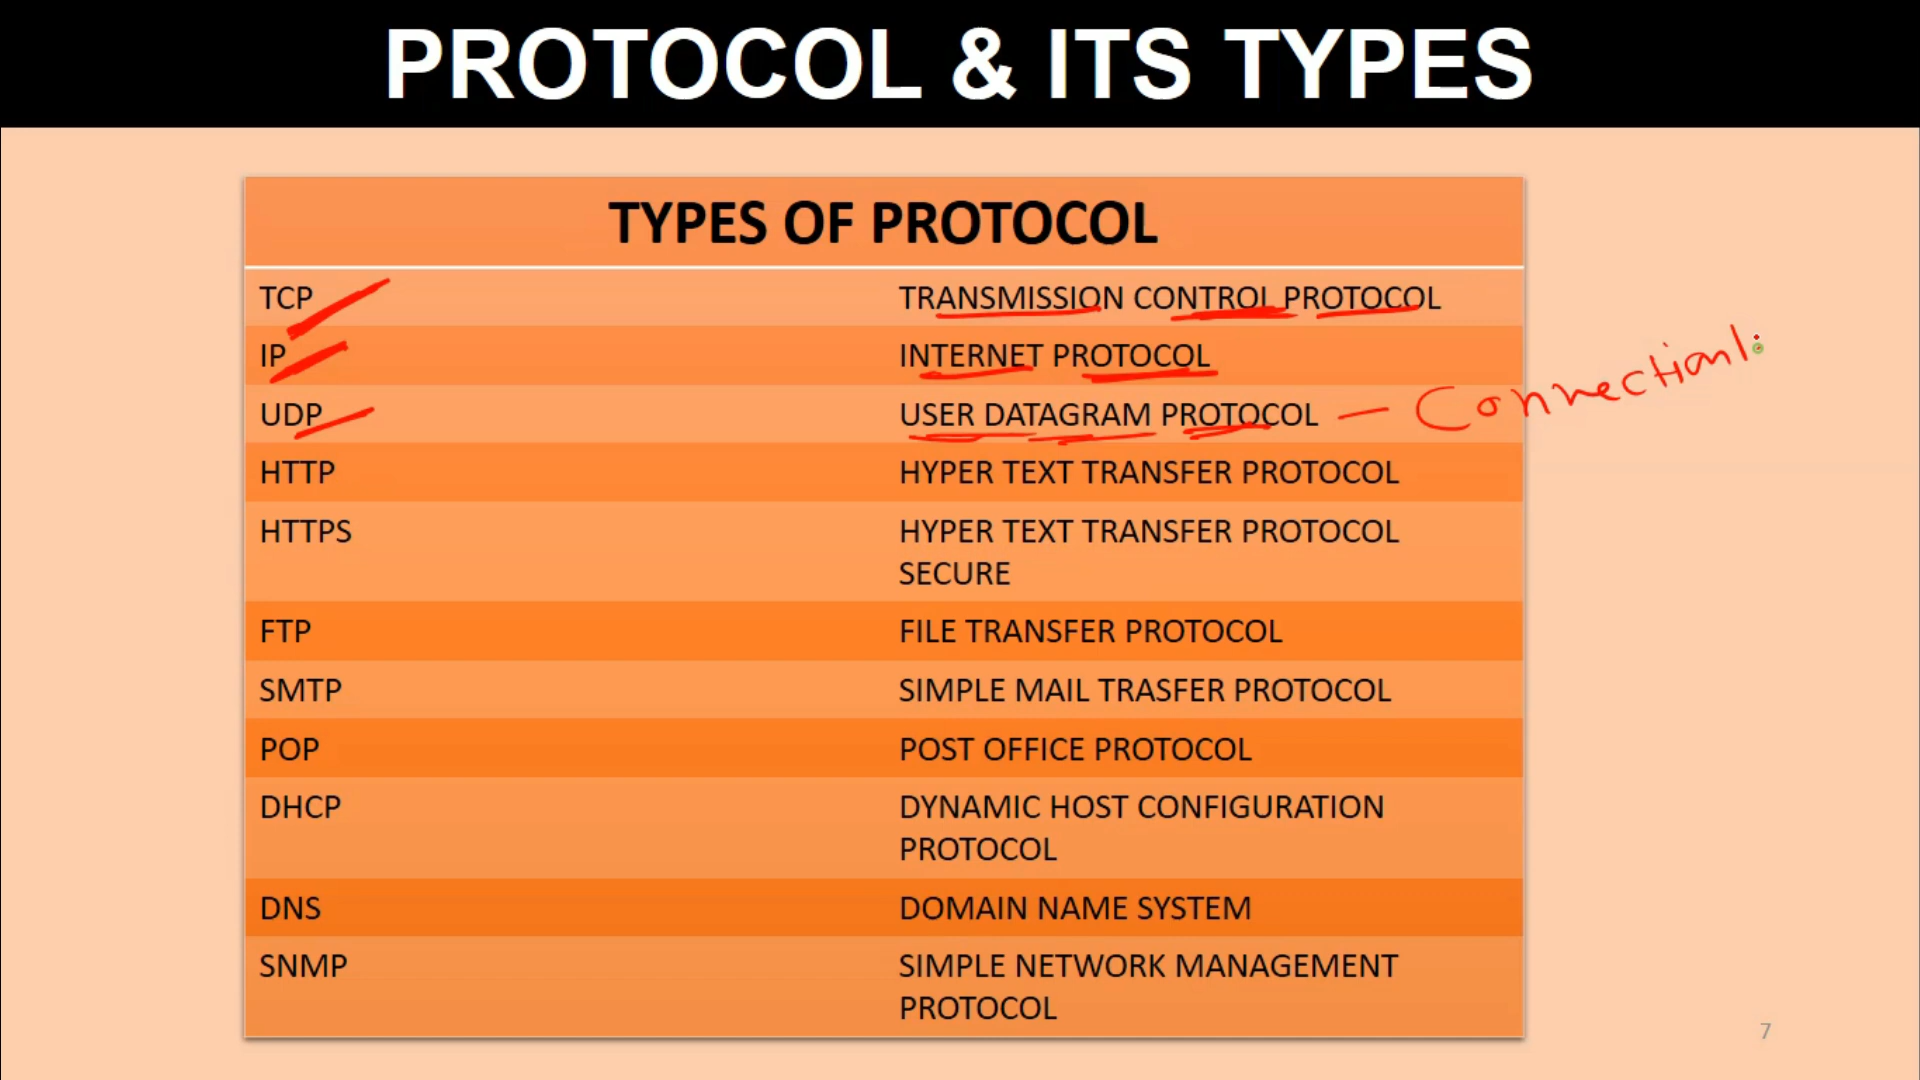 PROTOCOL & ITS TYPES
TYPES OF PROTOCOL
TCP TRANSMISSION CONTROL PROTOCOL
IP INTERNET PROTOCOL
UDP USER DATAGRAM PROTOCOL — Connectionl
HTTP HYPER TEXT TRANSFER PROTOCOL
HTTPS HYPER TEXT TRANSFER PROTOCOL
SECURE
FTP FILE TRANSFER PROTOCOL
SMTP SIMPLE MAIL TRASFER PROTOCOL
POP POST OFFICE PROTOCOL
DHCP DYNAMIC HOST CONFIGURATION
PROTOCOL
DNS DOMAIN NAME SYSTEM
SNMP SIMPLE NETWORK MANAGEMENT
PROTOCOL
7